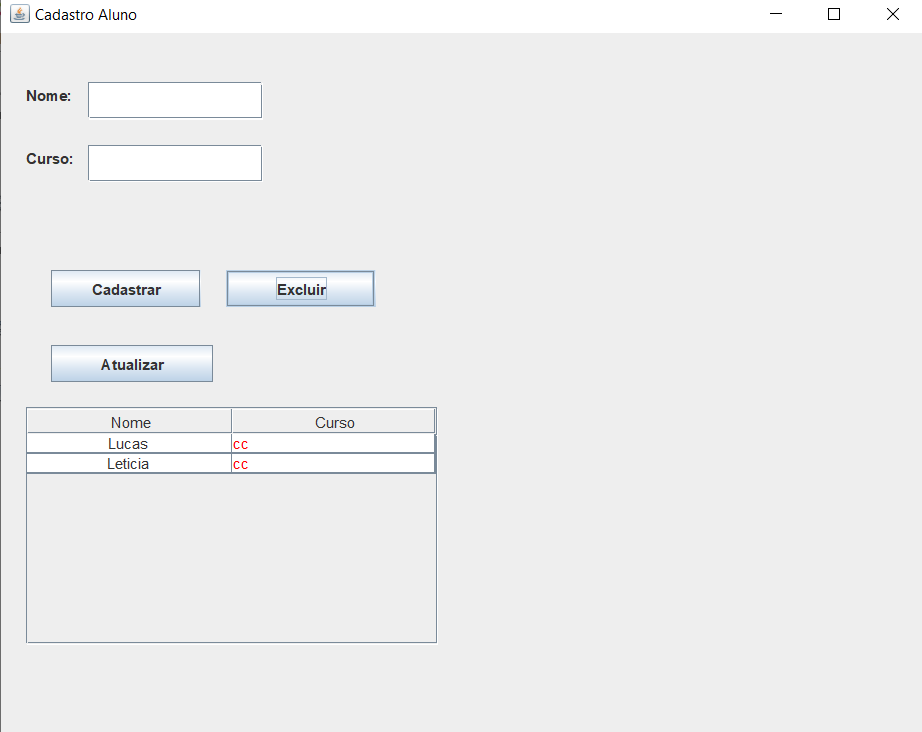 Cadastro Aluno
Nome:
Curso:
Cadastrar Excluir
Atualizar
Nome Curso
Lucas cc
Leticia cc